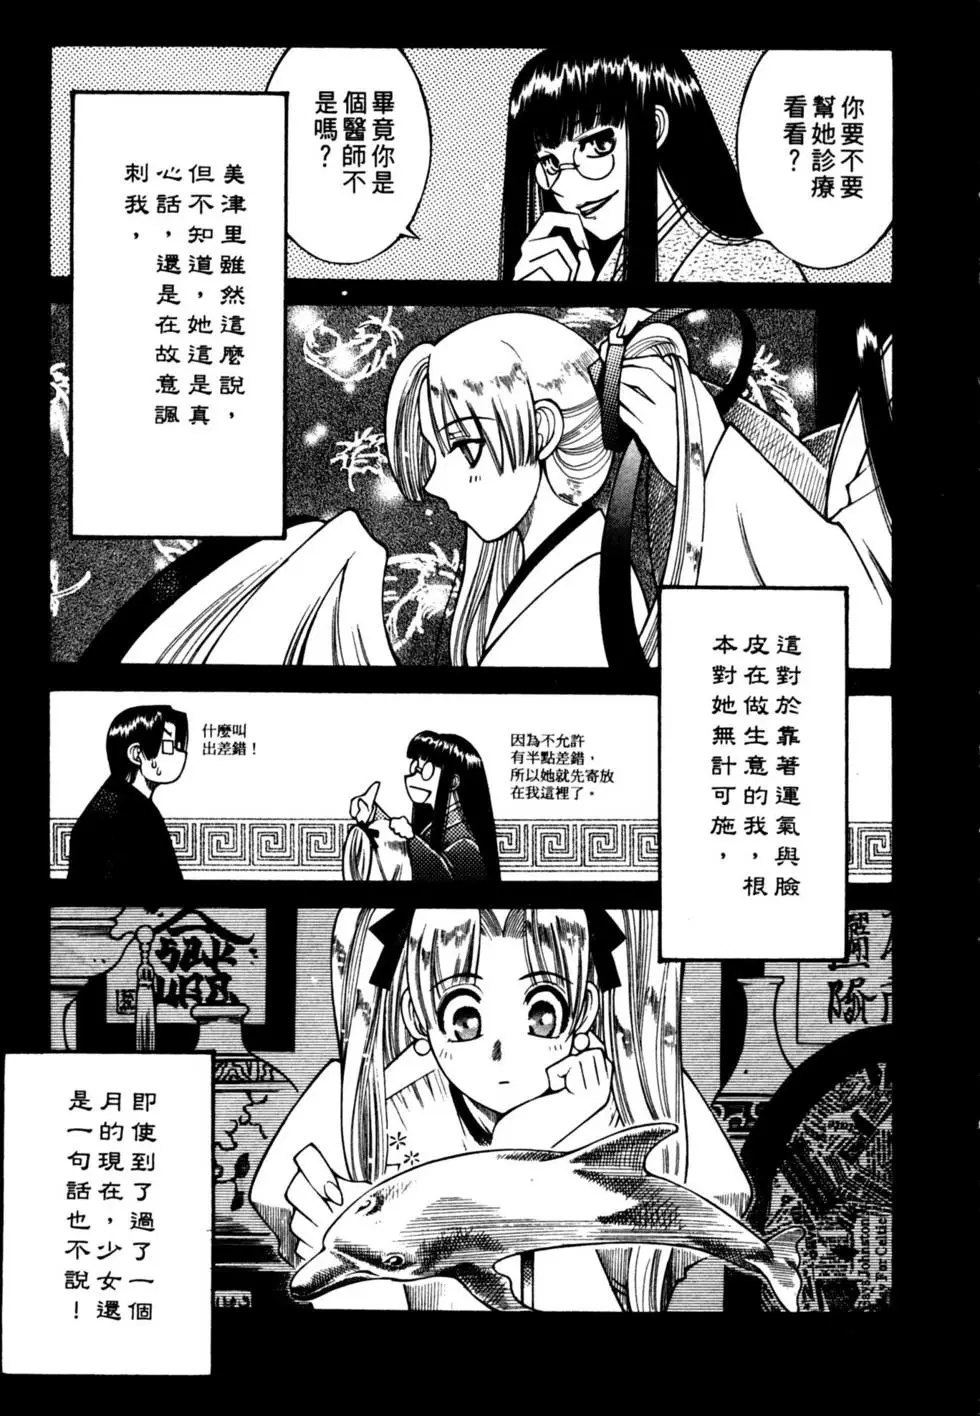 你要不要
幫她診療
看看？
畢竟你是
個醫師不
是嗎？
美津里雖然這麼說，
但不知道，她這是真
心話，還是在故意諷
刺我，
這對於靠著運氣與臉
皮在做生意的我，根
本對她無計可施，
因為不允許
有半點差錯，
所以她就先寄放
在我這裡了。
什麼叫
出差錯！
即使到了過了一個
月的現在，少女還
是一句話也不說！